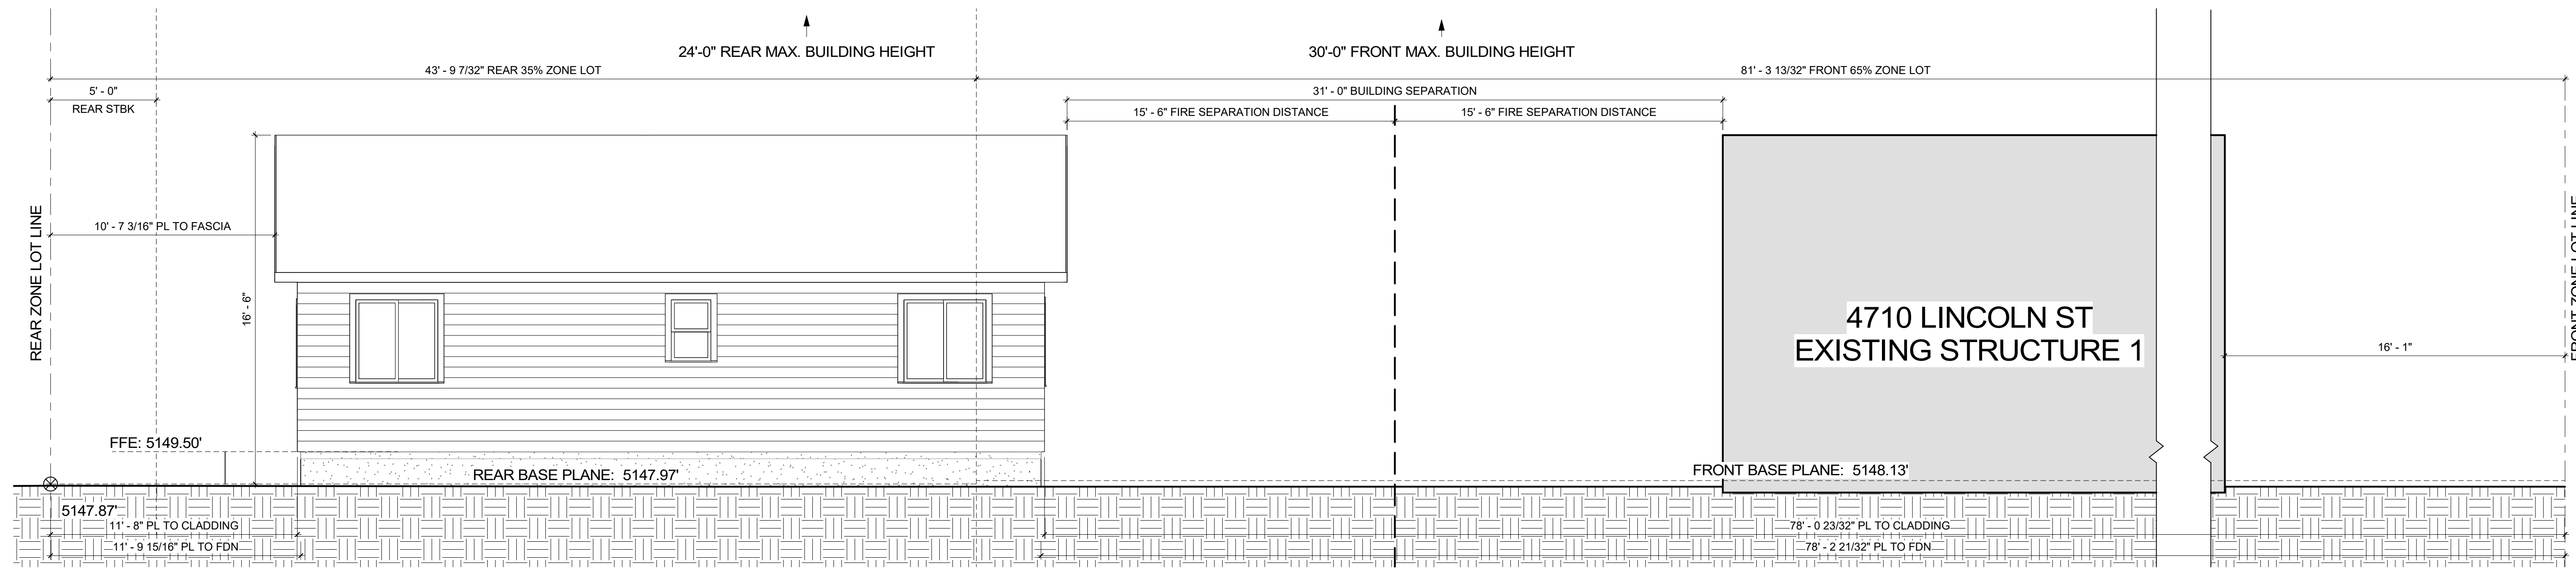 24'-0" REAR MAX. BUILDING HEIGHT
30'-0" FRONT MAX. BUILDING HEIGHT
43' - 9 7/32" REAR 35% ZONE LOT
81' - 3 13/32" FRONT 65% ZONE LOT
5' - 0"
REAR STBK
31' - 0" BUILDING SEPARATION
15' - 6" FIRE SEPARATION DISTANCE
15' - 6" FIRE SEPARATION DISTANCE
REAR ZONE LOT LINE
10' - 7 3/16" PL TO FASCIA
16' - 6"
4710 LINCOLN ST
EXISTING STRUCTURE 1
16' - 1"
FRONT ZONE LOT LINE
FFE: 5149.50'
REAR BASE PLANE: 5147.97'
FRONT BASE PLANE: 5148.13'
5147.87'
11' - 8" PL TO CLADDING
11' - 9 15/16" PL TO FDN
78' - 0 23/32" PL TO CLADDING
78' - 2 21/32" PL TO FDN